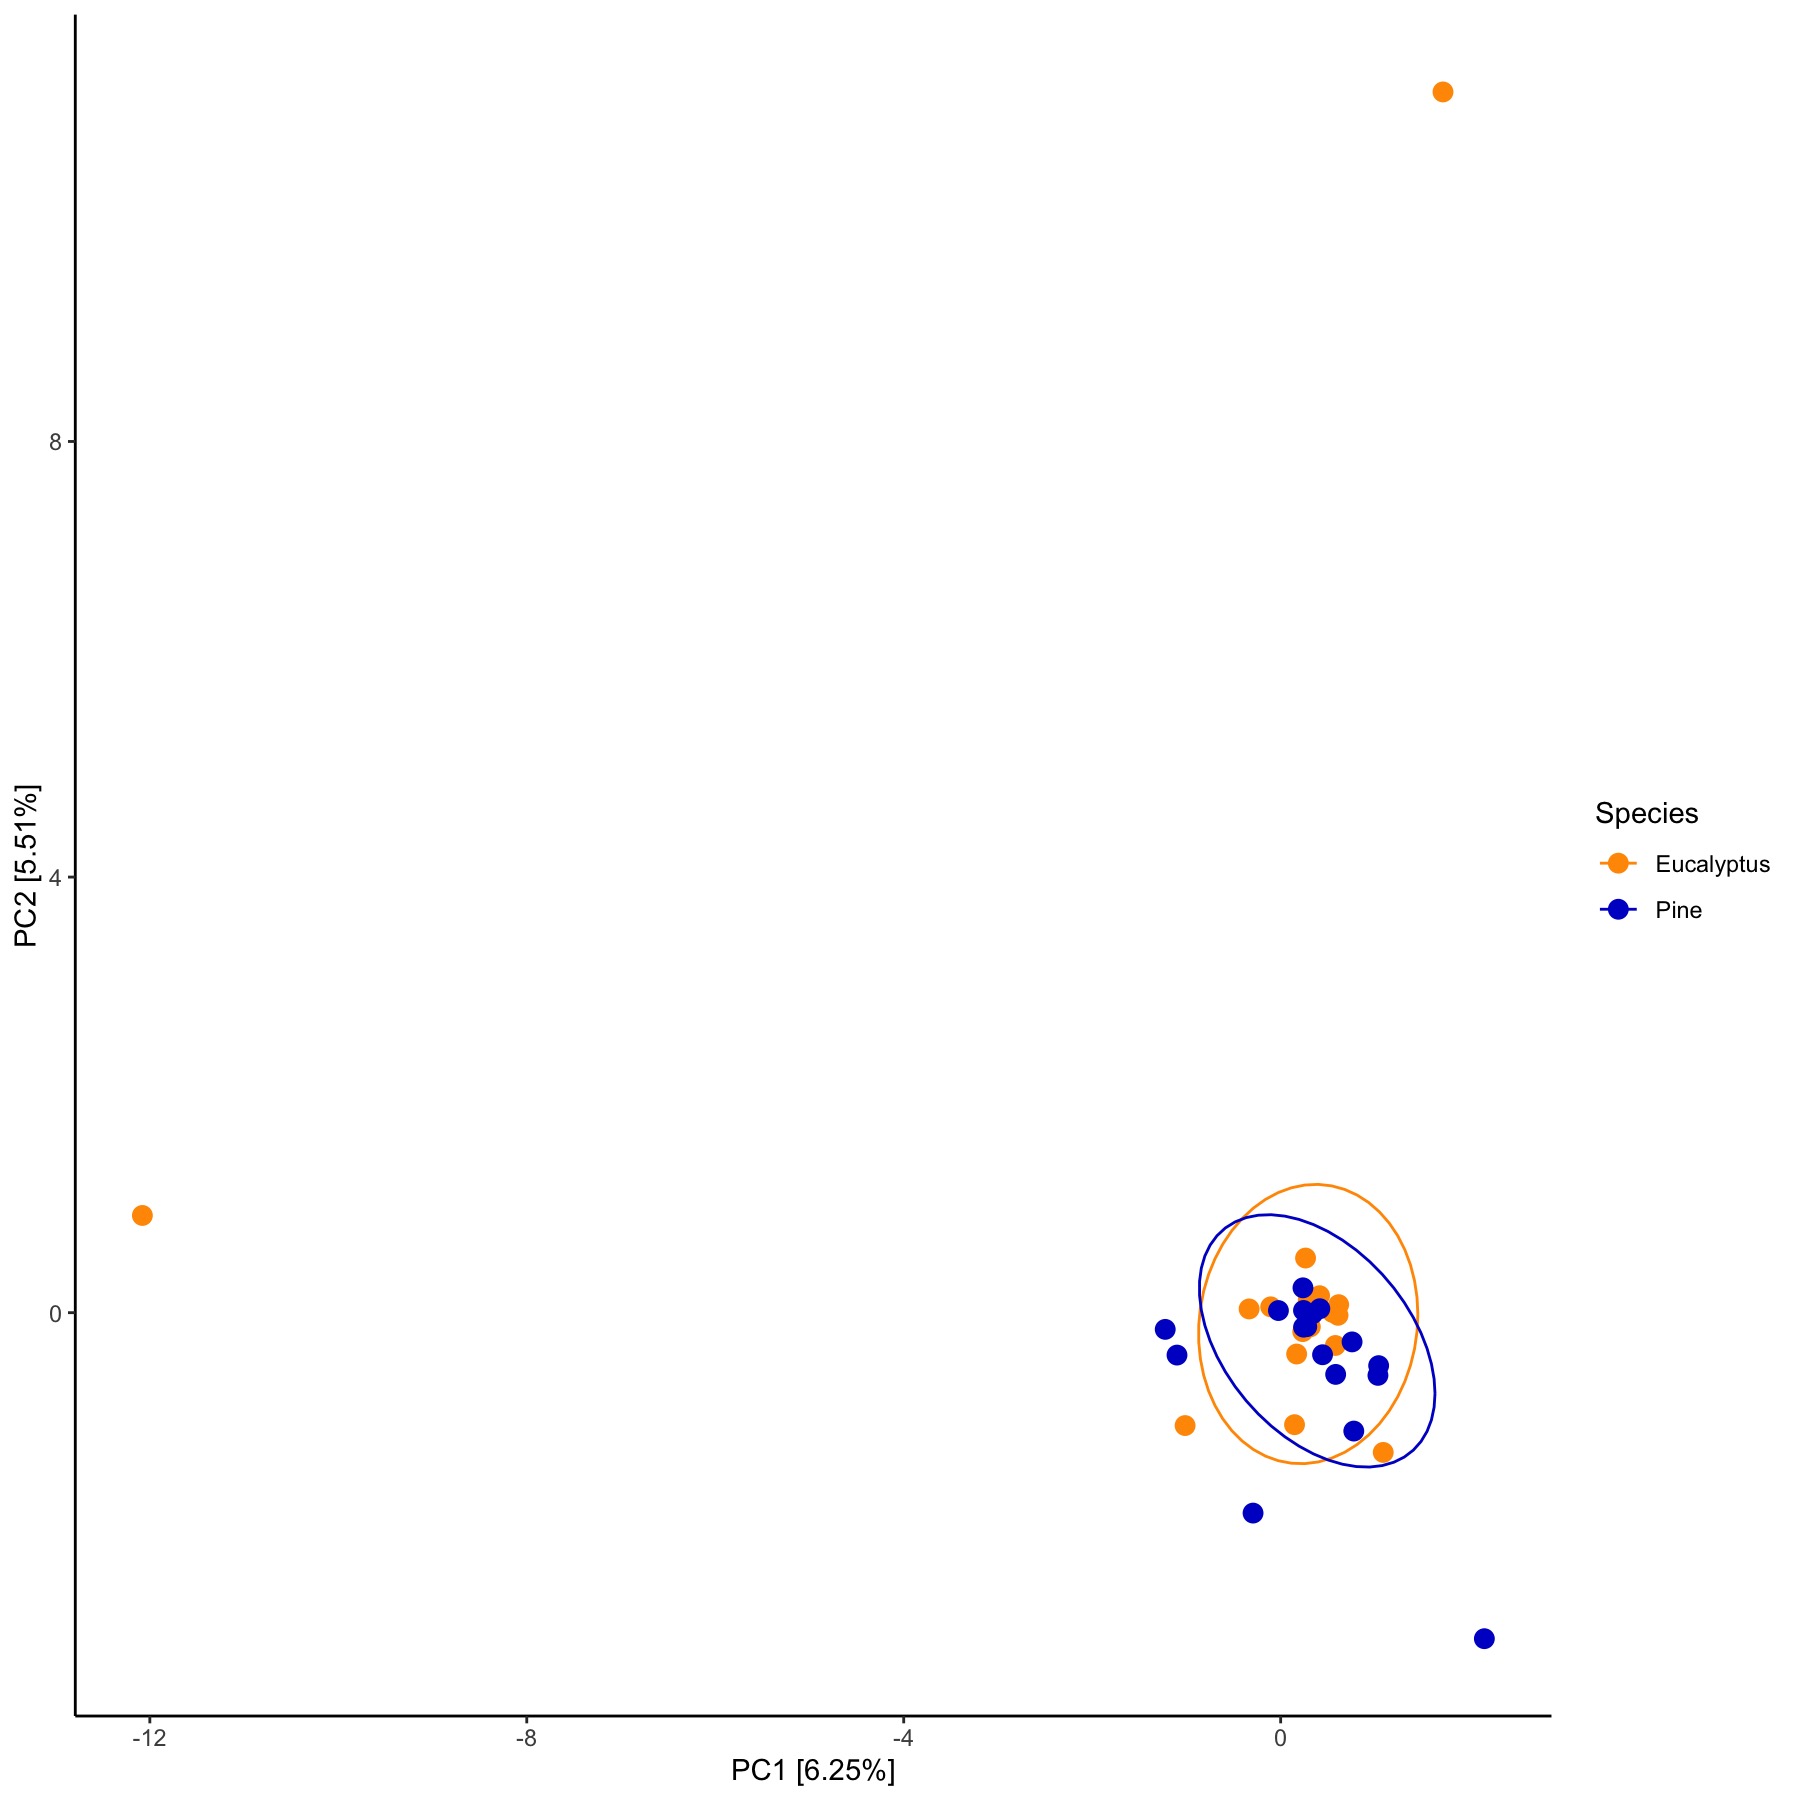 8
4
0
PC2 [5.51%]
-12
-8
-4
0
PC1 [6.25%]
Species
Eucalyptus
Pine